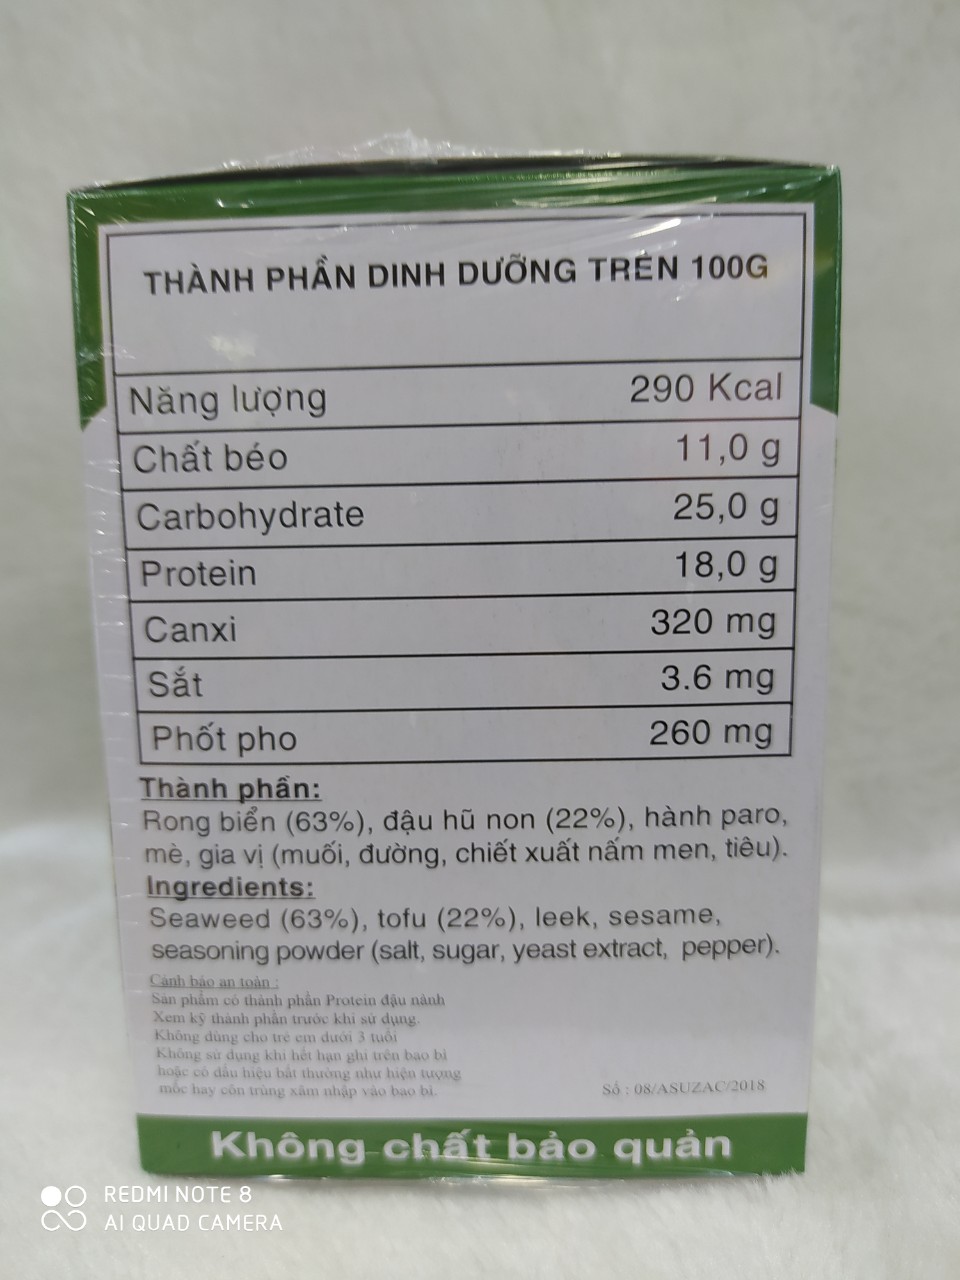 THÀNH PHẦN DINH DƯỠNG TRÊN 100G
Năng lượng 290 Kcal
Chất béo 11,0 g
Carbohydrate 25,0 g
Protein 18,0 g
Canxi 320 mg
Sắt 3.6 mg
Phốt pho 260 mg
Thành phần:
Rong biển (63%), đậu hũ non (22%), hành paro,
mè, gia vị (muối, đường, chiết xuất nấm men, tiêu).
Ingredients:
Seaweed (63%), tofu (22%), leek, sesame,
seasoning powder (salt, sugar, yeast extract, pepper).
Cảnh báo an toàn :
Sản phẩm có thành phần Protein đậu nành
Xem kỹ thành phần trước khi sử dụng.
Không dùng cho trẻ em dưới 3 tuổi
Không sử dụng khi hết hạn ghi trên bao bì
hoặc có dấu hiệu bất thường như hiện tượng
mốc hay côn trùng xâm nhập vào bao bì.
Số : 08/ASUZAC/2018
Không chất bảo quản
REDMI NOTE 8
AI QUAD CAMERA